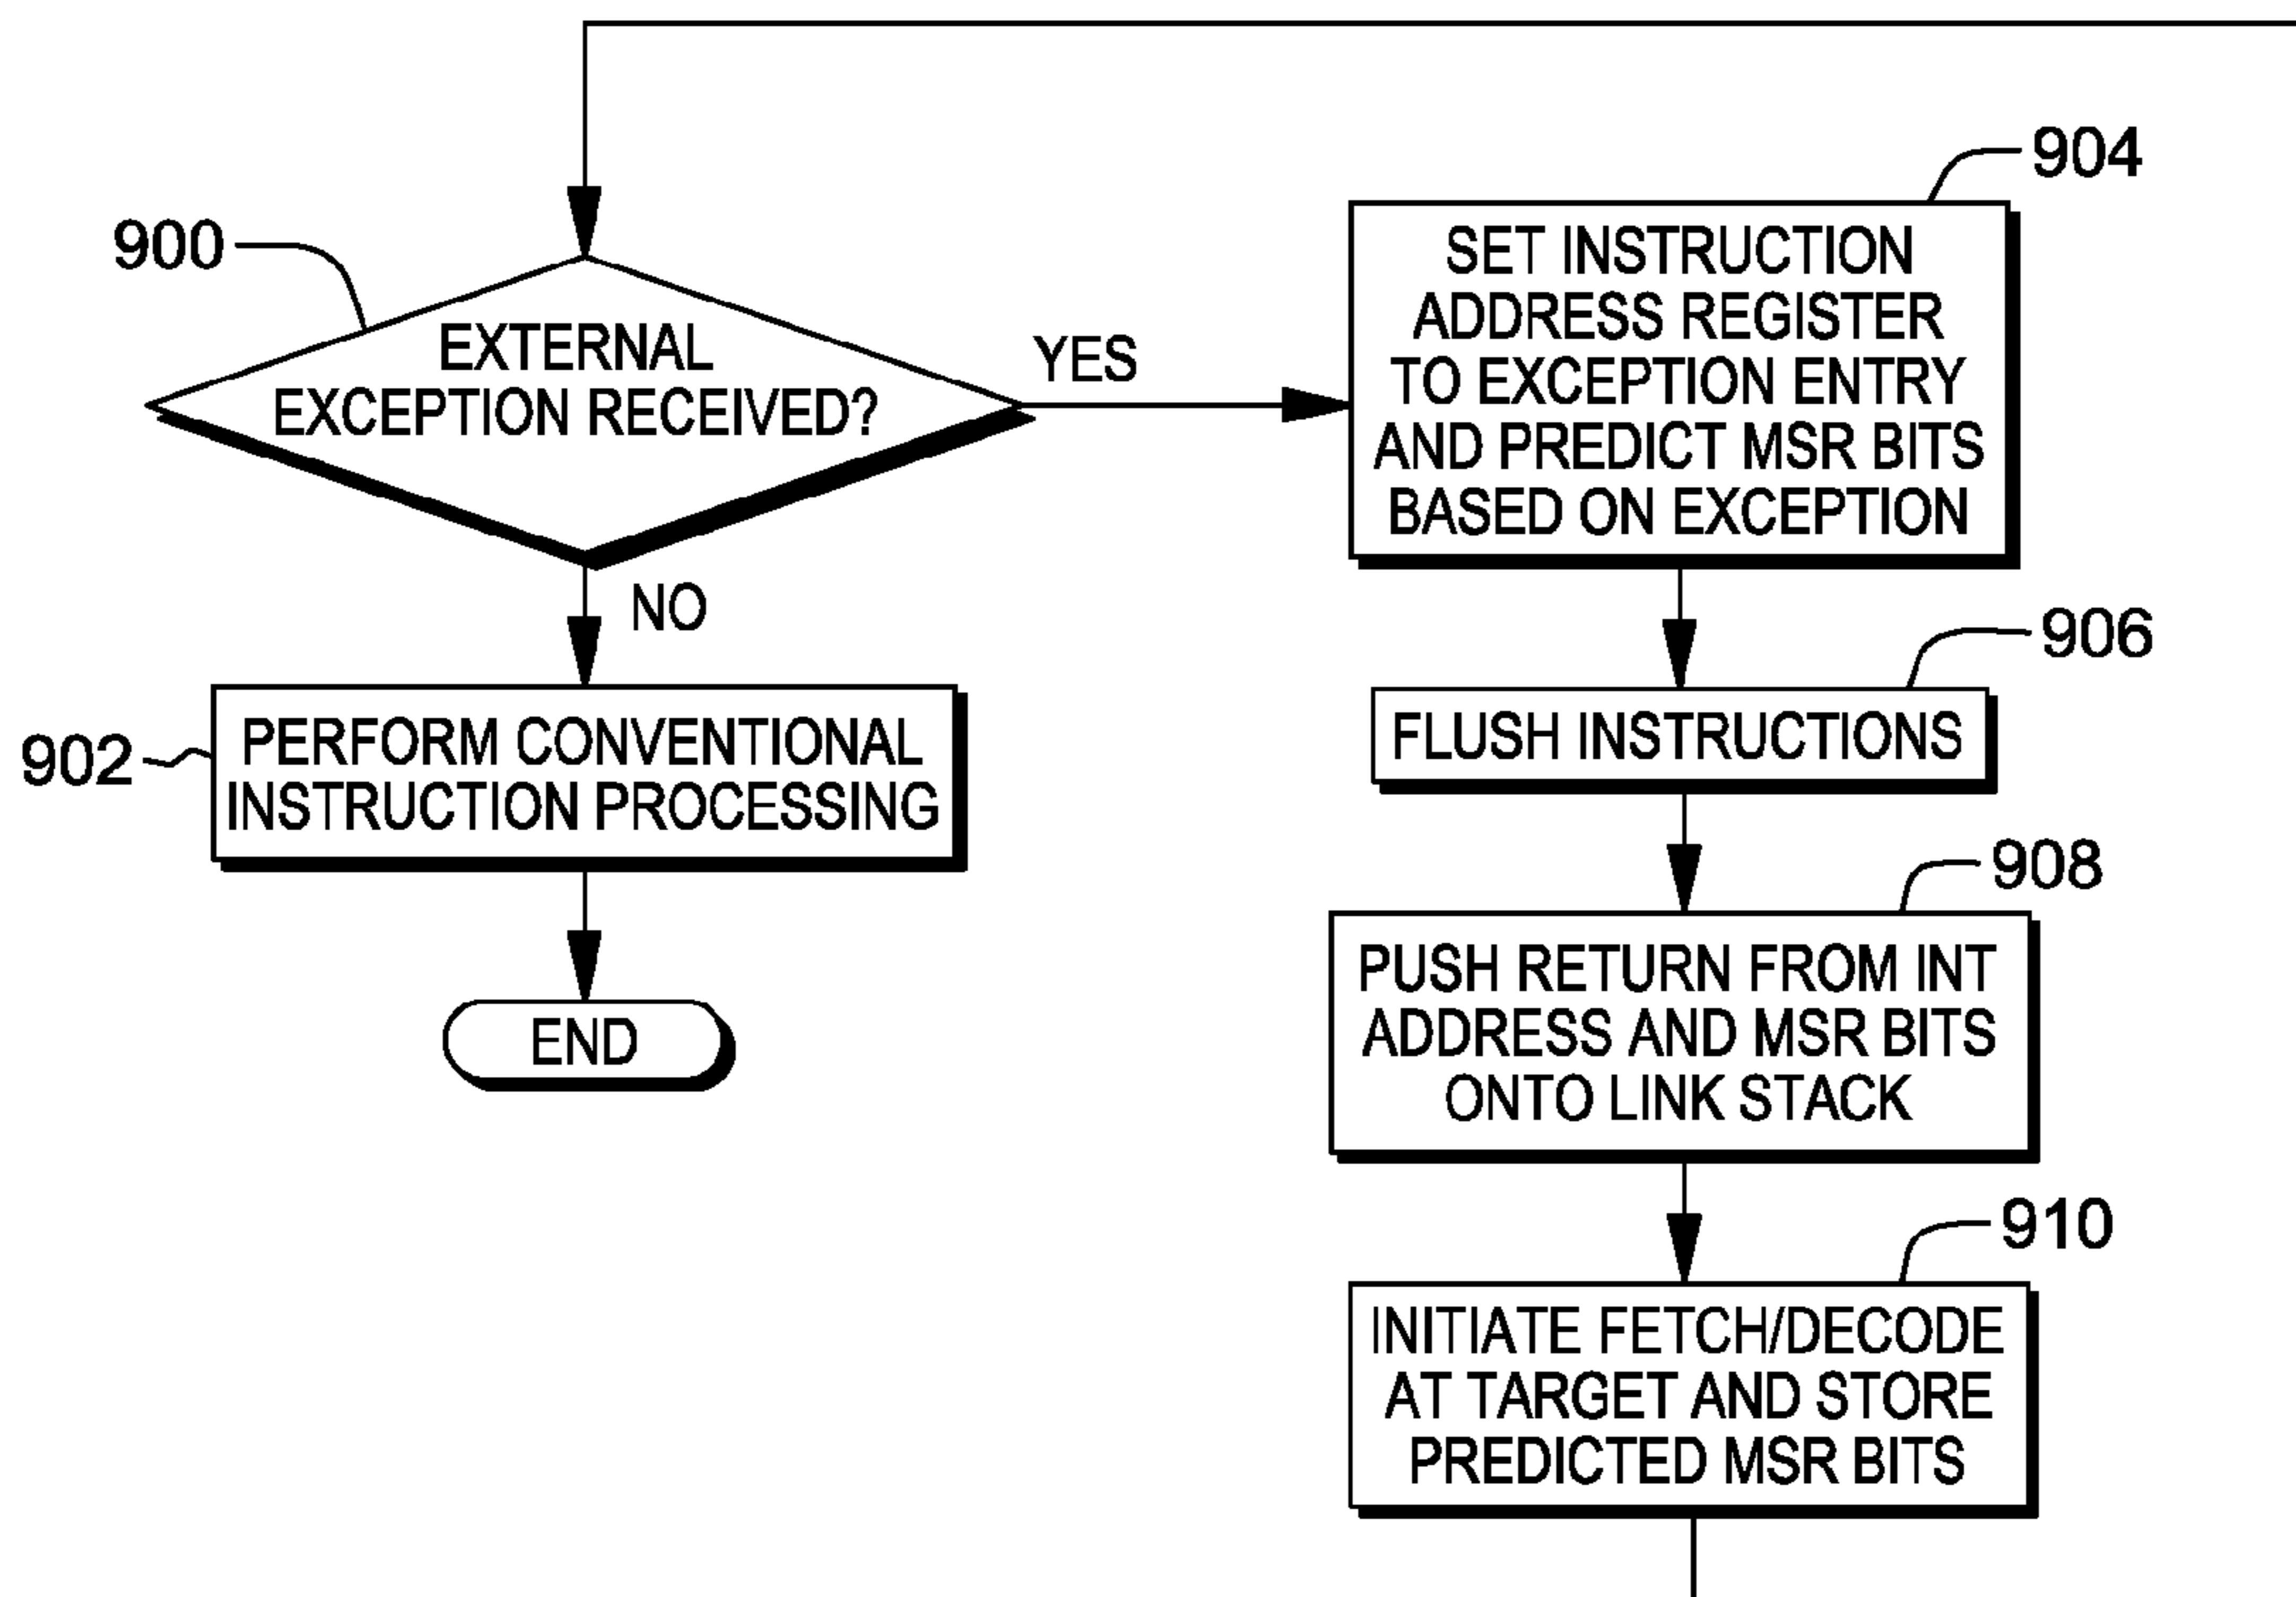 900
EXTERNAL
EXCEPTION RECEIVED?
YES
NO
902
PERFORM CONVENTIONAL
INSTRUCTION PROCESSING
END
904
SET INSTRUCTION
ADDRESS REGISTER
TO EXCEPTION ENTRY
AND PREDICT MSR BITS
BASED ON EXCEPTION
906
FLUSH INSTRUCTIONS
908
PUSH RETURN FROM INT
ADDRESS AND MSR BITS
ONTO LINK STACK
910
INITIATE FETCH/DECODE
AT TARGET AND STORE
PREDICTED MSR BITS